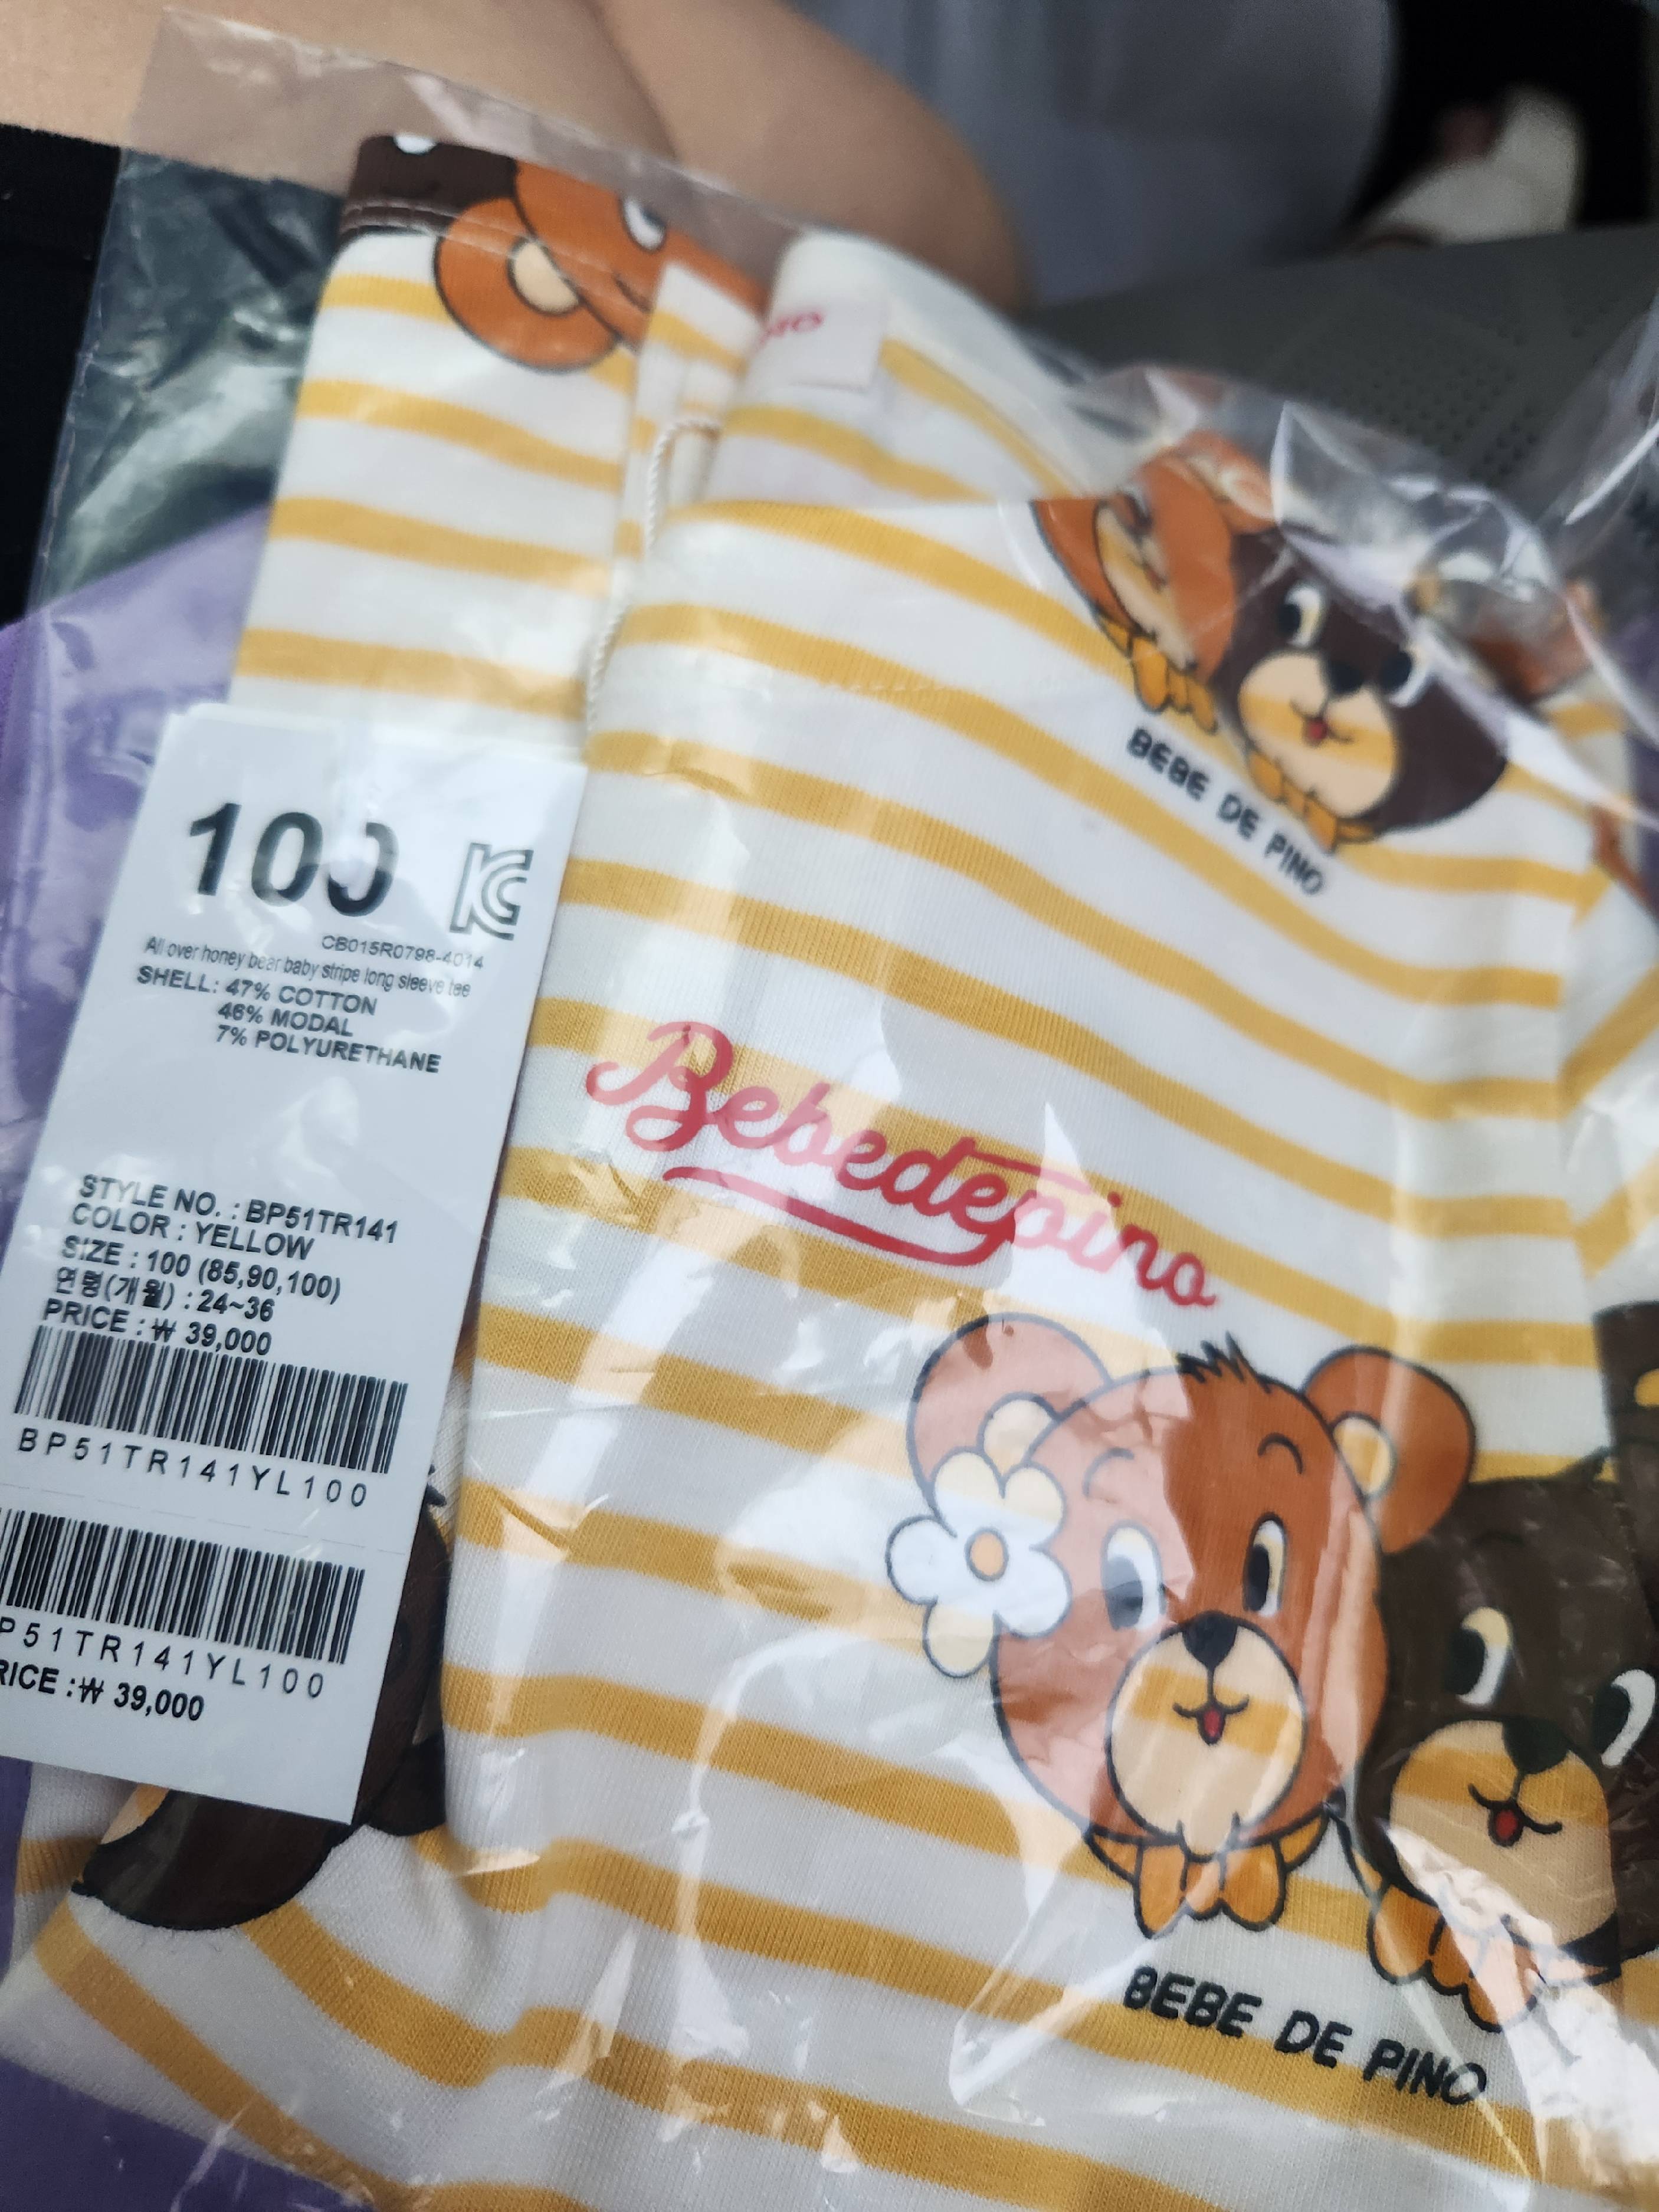 BEBE DE PINO
100
CB015R0798-4014
All over honey bear baby stripe long sleeve tee
SHELL: 47% COTTON
46% MODAL
7% POLYURETHANE
Bebedepino
STYLE NO. : BP51TR141
COLOR : YELLOW
SIZE : 100 (85,90,100)
연령(개월) : 24~36
PRICE : ₩ 39,000
BP51TR141YL100
P51TR141YL100
RICE : ₩ 39,000
BEBE DE PINO